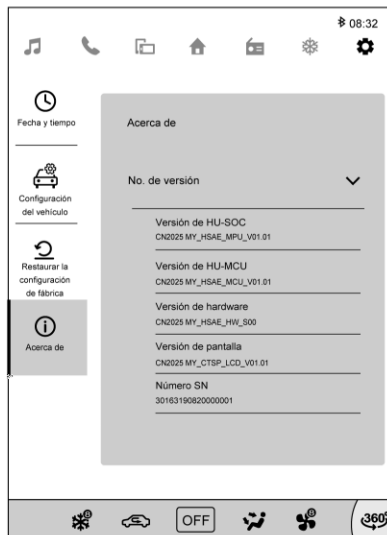 08:32
Fecha y tiempo
Acerca de
No. de versión
Configuración
del vehículo
Versión de HU-SOC
CN2025 MY_HSAE_MPU_V01.01
Restaurar la
configuración
de fábrica
Versión de HU-MCU
CN2025 MY_HSAE_MCU_V01.01
Versión de hardware
CN2025 MY_HSAE_HW_S00
Acerca de
Versión de pantalla
CN2025 MY_CTSP_LCD_V01.01
Número SN
30163190820000001
OFF
360°